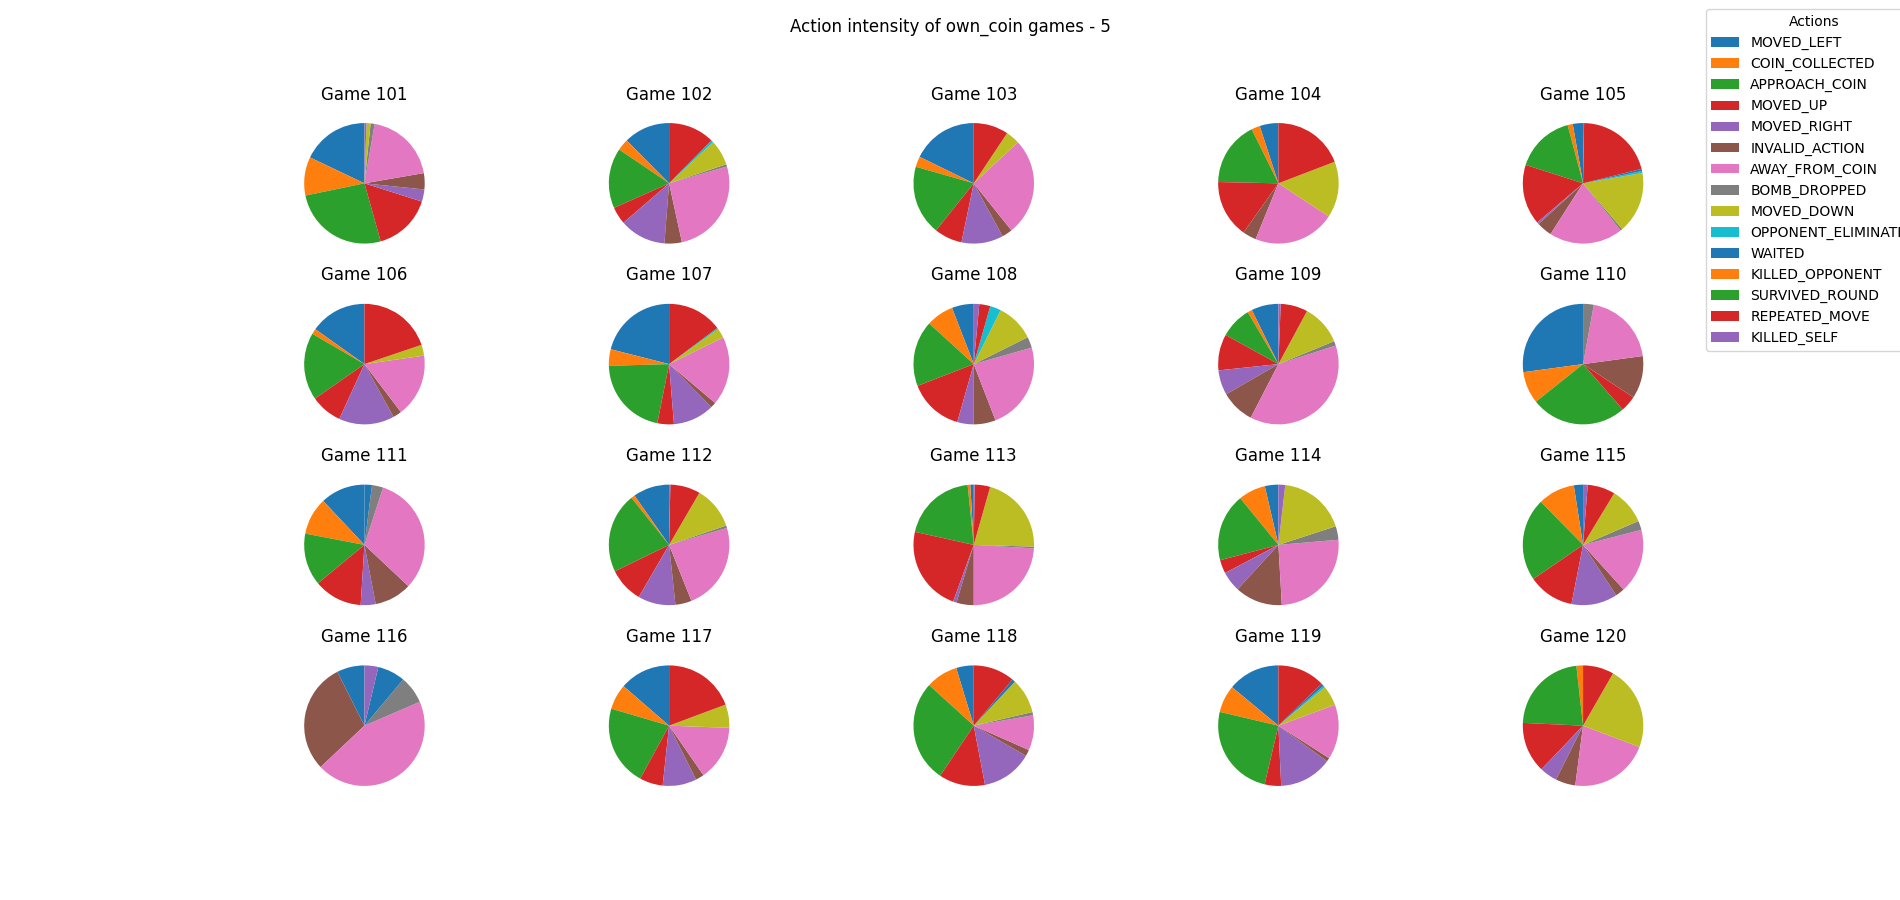 Action intensity of own_coin games - 5
Actions
MOVED_LEFT
COIN_COLLECTED
APPROACH_COIN
MOVED_UP
MOVED_RIGHT
INVALID_ACTION
AWAY_FROM_COIN
BOMB_DROPPED
MOVED_DOWN
OPPONENT_ELIMINAT
WAITED
KILLED_OPPONENT
SURVIVED_ROUND
REPEATED_MOVE
KILLED_SELF
Game 101
Game 102
Game 103
Game 104
Game 105
Game 106
Game 107
Game 108
Game 109
Game 110
Game 111
Game 112
Game 113
Game 114
Game 115
Game 116
Game 117
Game 118
Game 119
Game 120